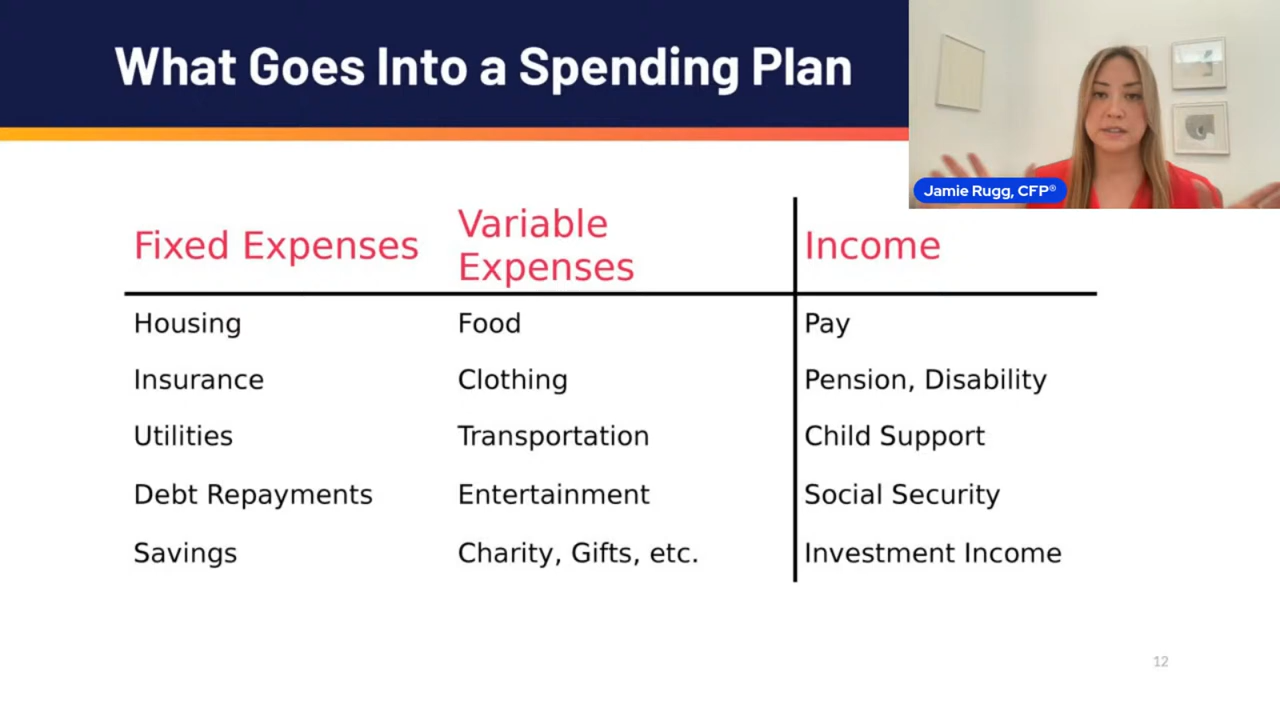 What Goes Into a Spending Plan
Jamie Rugg, CFP®
Fixed Expenses
Variable
Expenses
Income
Housing
Food
Pay
Insurance
Clothing
Pension, Disability
Utilities
Transportation
Child Support
Debt Repayments
Entertainment
Social Security
Savings
Charity, Gifts, etc.
Investment Income
12